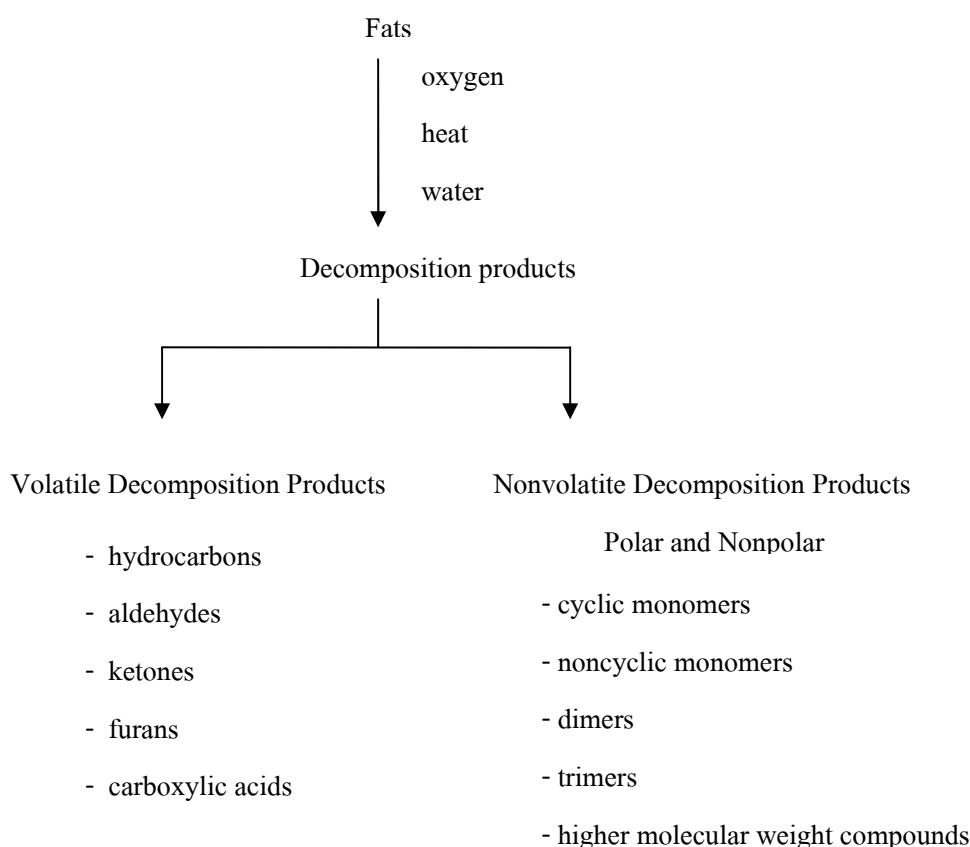 Fats
oxygen
heat
water
Decomposition products
Volatile Decomposition Products
- hydrocarbons
- aldehydes
- ketones
- furans
- carboxylic acids
Nonvolatite Decomposition Products
Polar and Nonpolar
- cyclic monomers
- noncyclic monomers
- dimers
- trimers
- higher molecular weight compounds